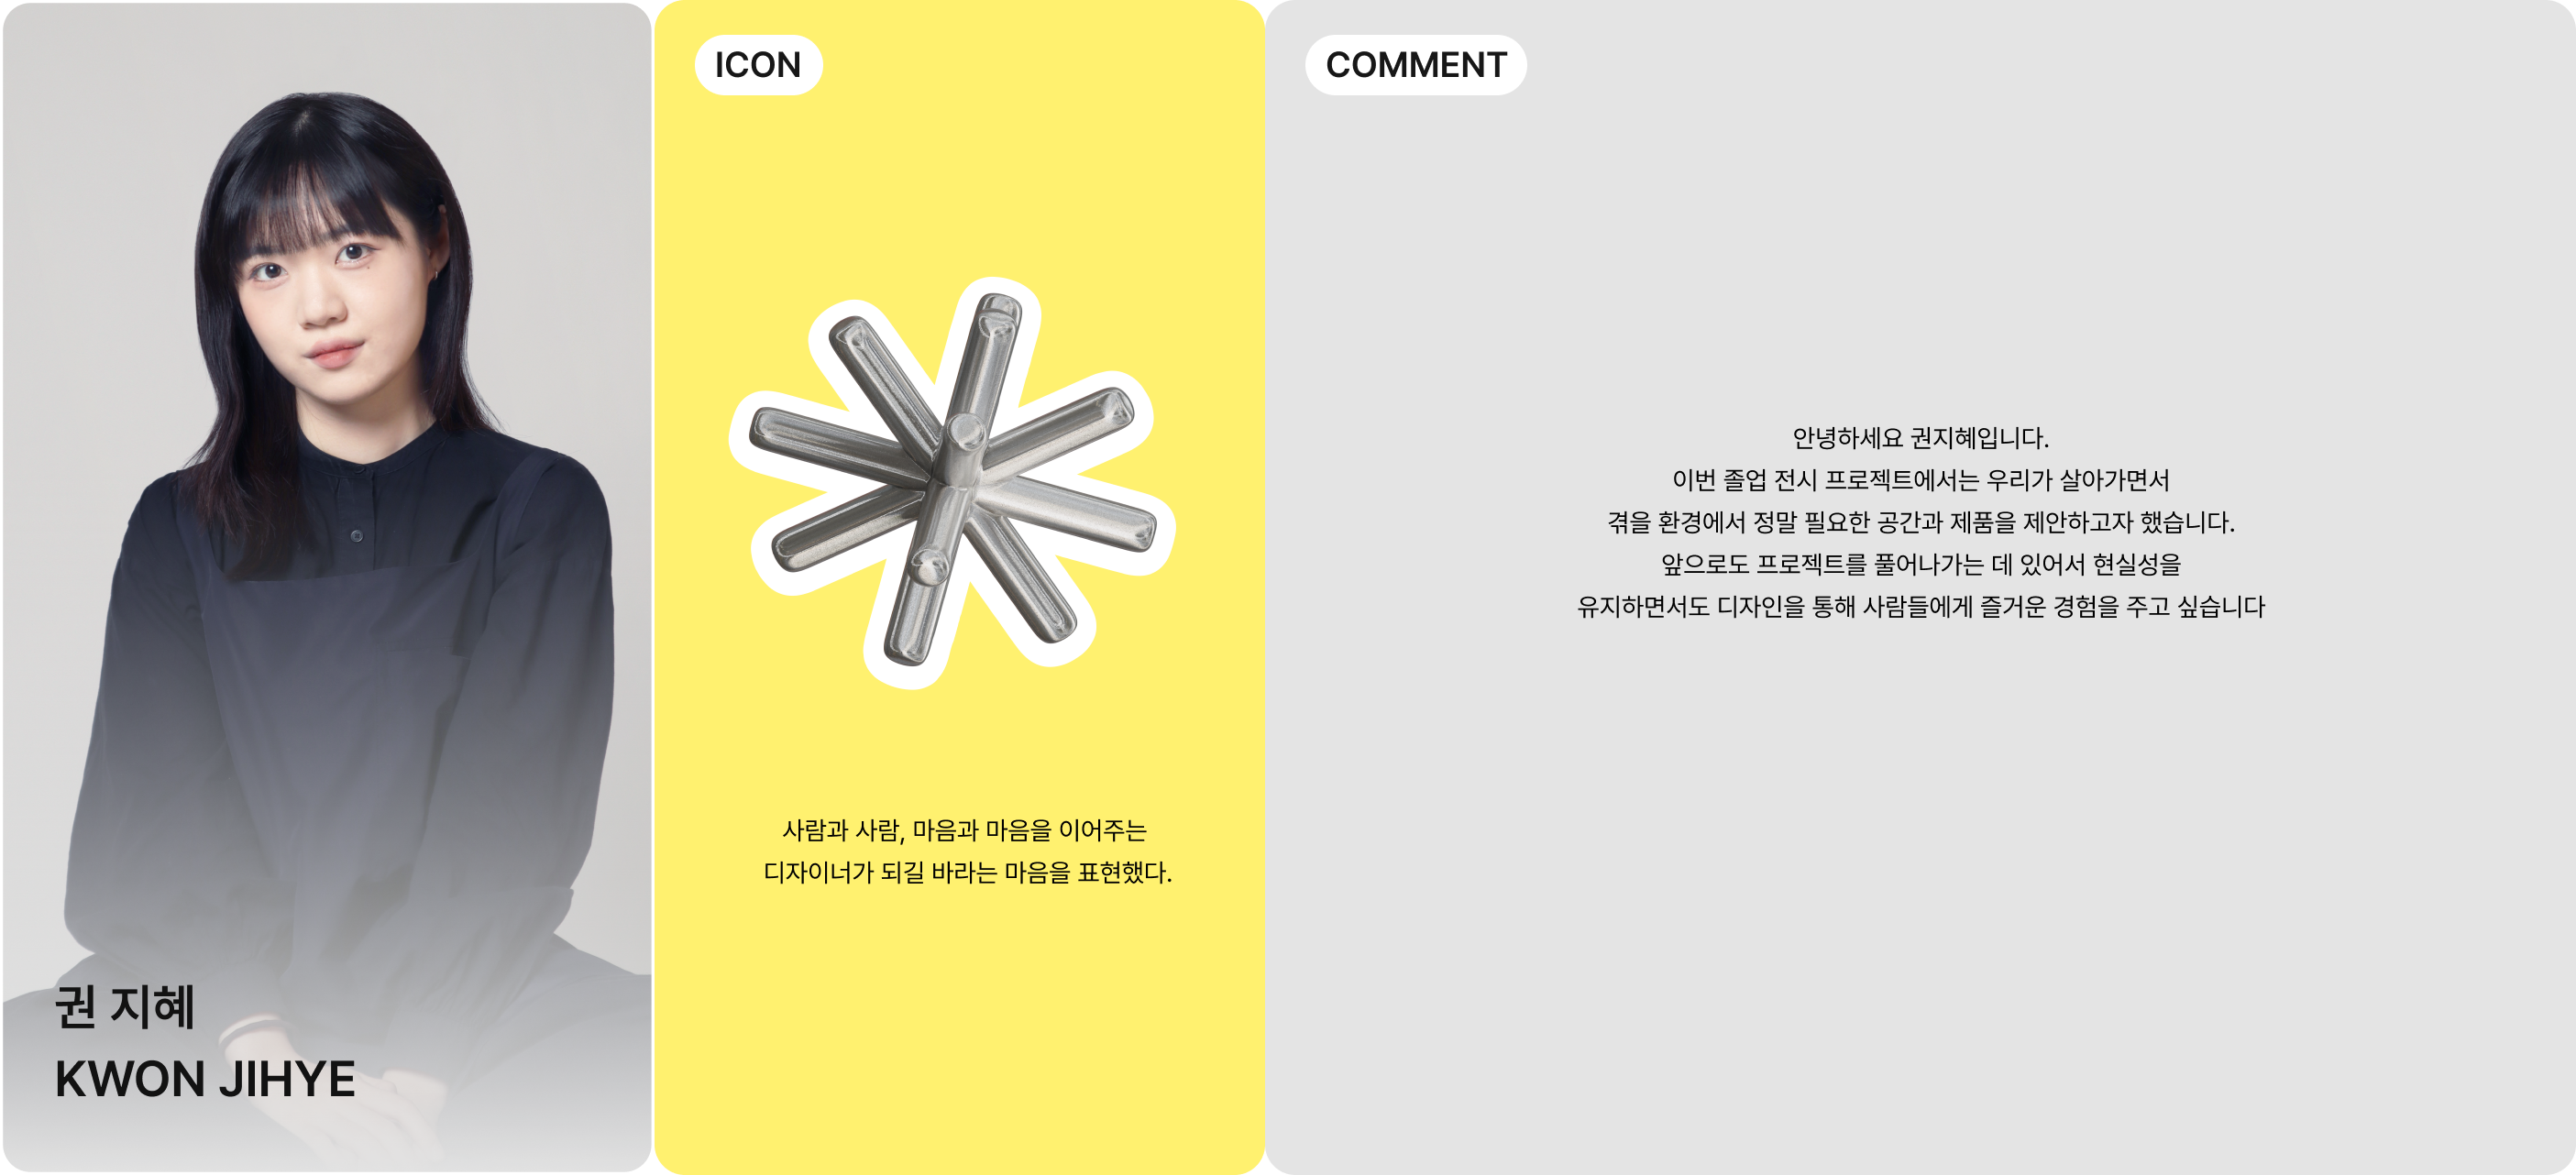 권 지혜
KWON JIHYE
ICON
사람과 사람, 마음과 마음을 이어주는
디자이너가 되길 바라는 마음을 표현했다.
COMMENT
안녕하세요 권지혜입니다.
이번 졸업 전시 프로젝트에서는 우리가 살아가면서
겪을 환경에서 정말 필요한 공간과 제품을 제안하고자 했습니다.
앞으로도 프로젝트를 풀어나가는 데 있어서 현실성을
유지하면서도 디자인을 통해 사람들에게 즐거운 경험을 주고 싶습니다